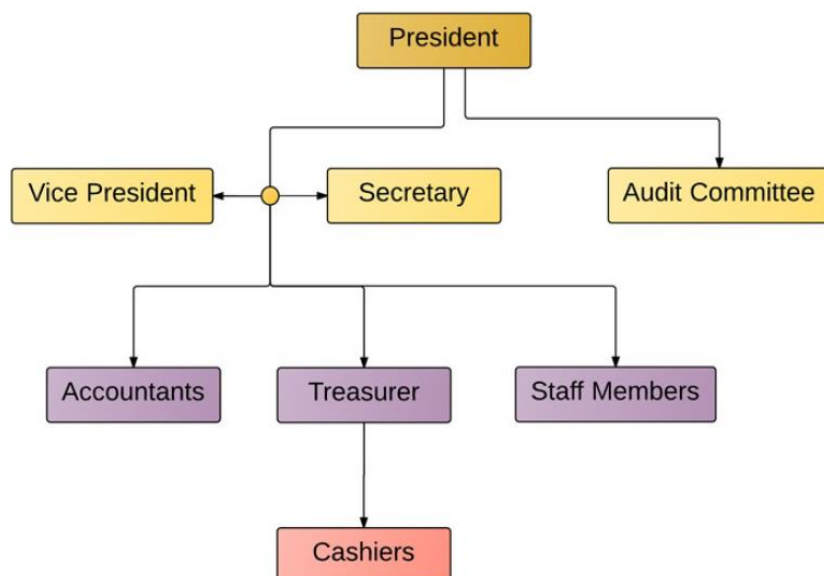 President
Vice President
Secretary
Audit Committee
Accountants
Treasurer
Staff Members
Cashiers